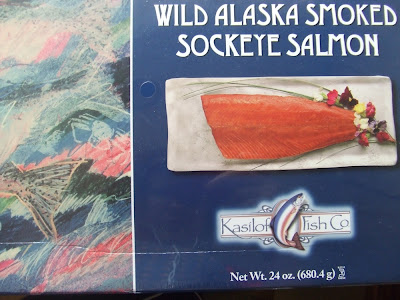 WILD ALASKA SMOKED
SOCKEYE SALMON
Kasilof Fish Co
Net Wt. 24 oz. (680.4 g)